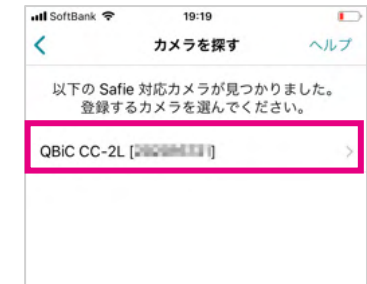 SoftBank 19:19
カメラを探す ヘルプ
以下の Safie 対応カメラが見つかりました。
登録するカメラを選んでください。
QBiC CC-2L [ ]